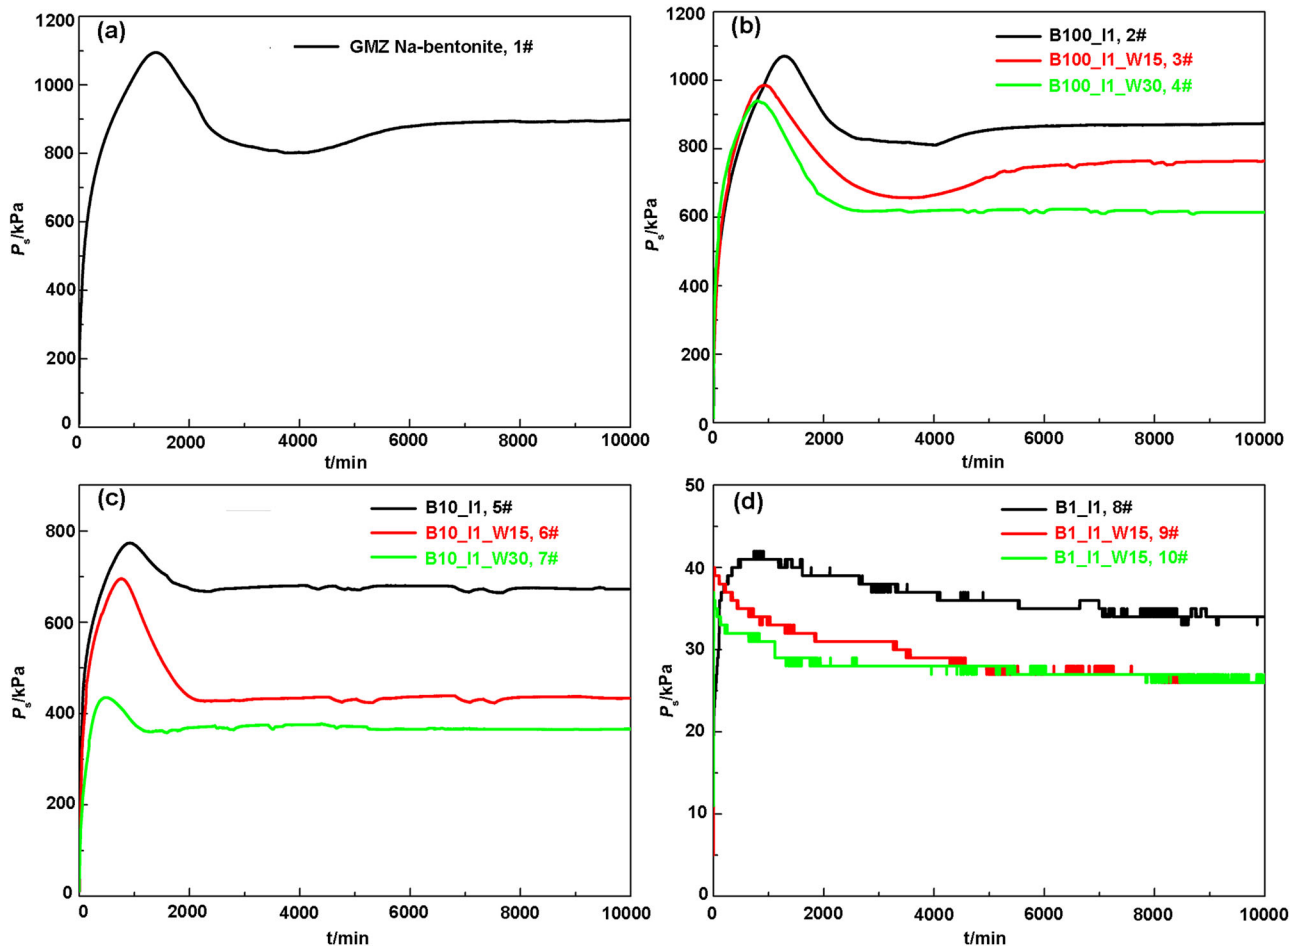 (a)
GMZ Na-bentonite, 1#
1200
1000
800
600
400
200
0
Ps/kPa
0 2000 4000 6000 8000 10000
t/min
(b)
B100_I1, 2#
B100_I1_W15, 3#
B100_I1_W30, 4#
1200
1000
800
600
400
200
0
Ps/kPa
0 2000 4000 6000 8000 10000
t/min
(c)
B10_I1, 5#
B10_I1_W15, 6#
B10_I1_W30, 7#
800
600
400
200
0
Ps/kPa
0 2000 4000 6000 8000 10000
t/min
(d)
B1_I1, 8#
B1_I1_W15, 9#
B1_I1_W15, 10#
50
40
30
25
10
5
0
Ps/kPa
0 2000 4000 6000 8000 10000
t/min